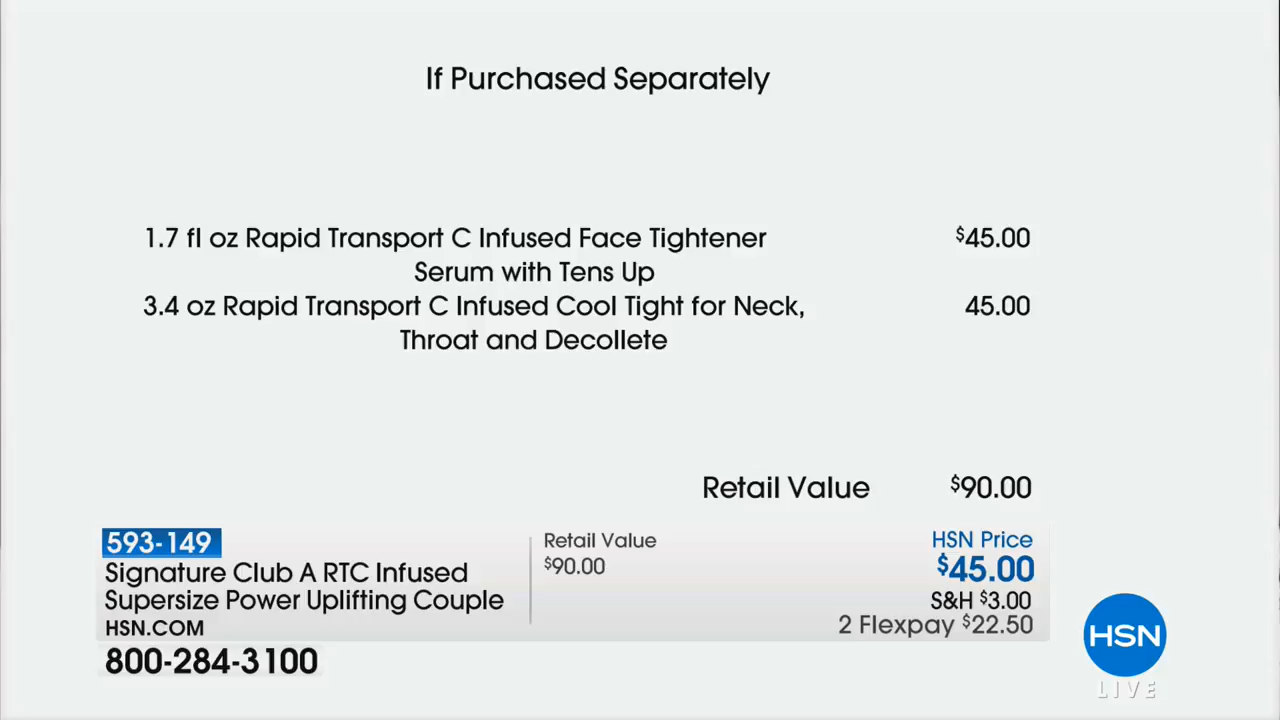 If Purchased Separately
1.7 fl oz Rapid Transport C Infused Face Tightener $45.00
Serum with Tens Up
3.4 oz Rapid Transport C Infused Cool Tight for Neck, 45.00
Throat and Decollete
Retail Value $90.00
593-149
Signature Club A RTC Infused
Supersize Power Uplifting Couple
HSN.COM
800-284-3100
Retail Value
$90.00
HSN Price
$45.00
S&H $3.00
2 Flexpay $22.50
HSN
LIVE